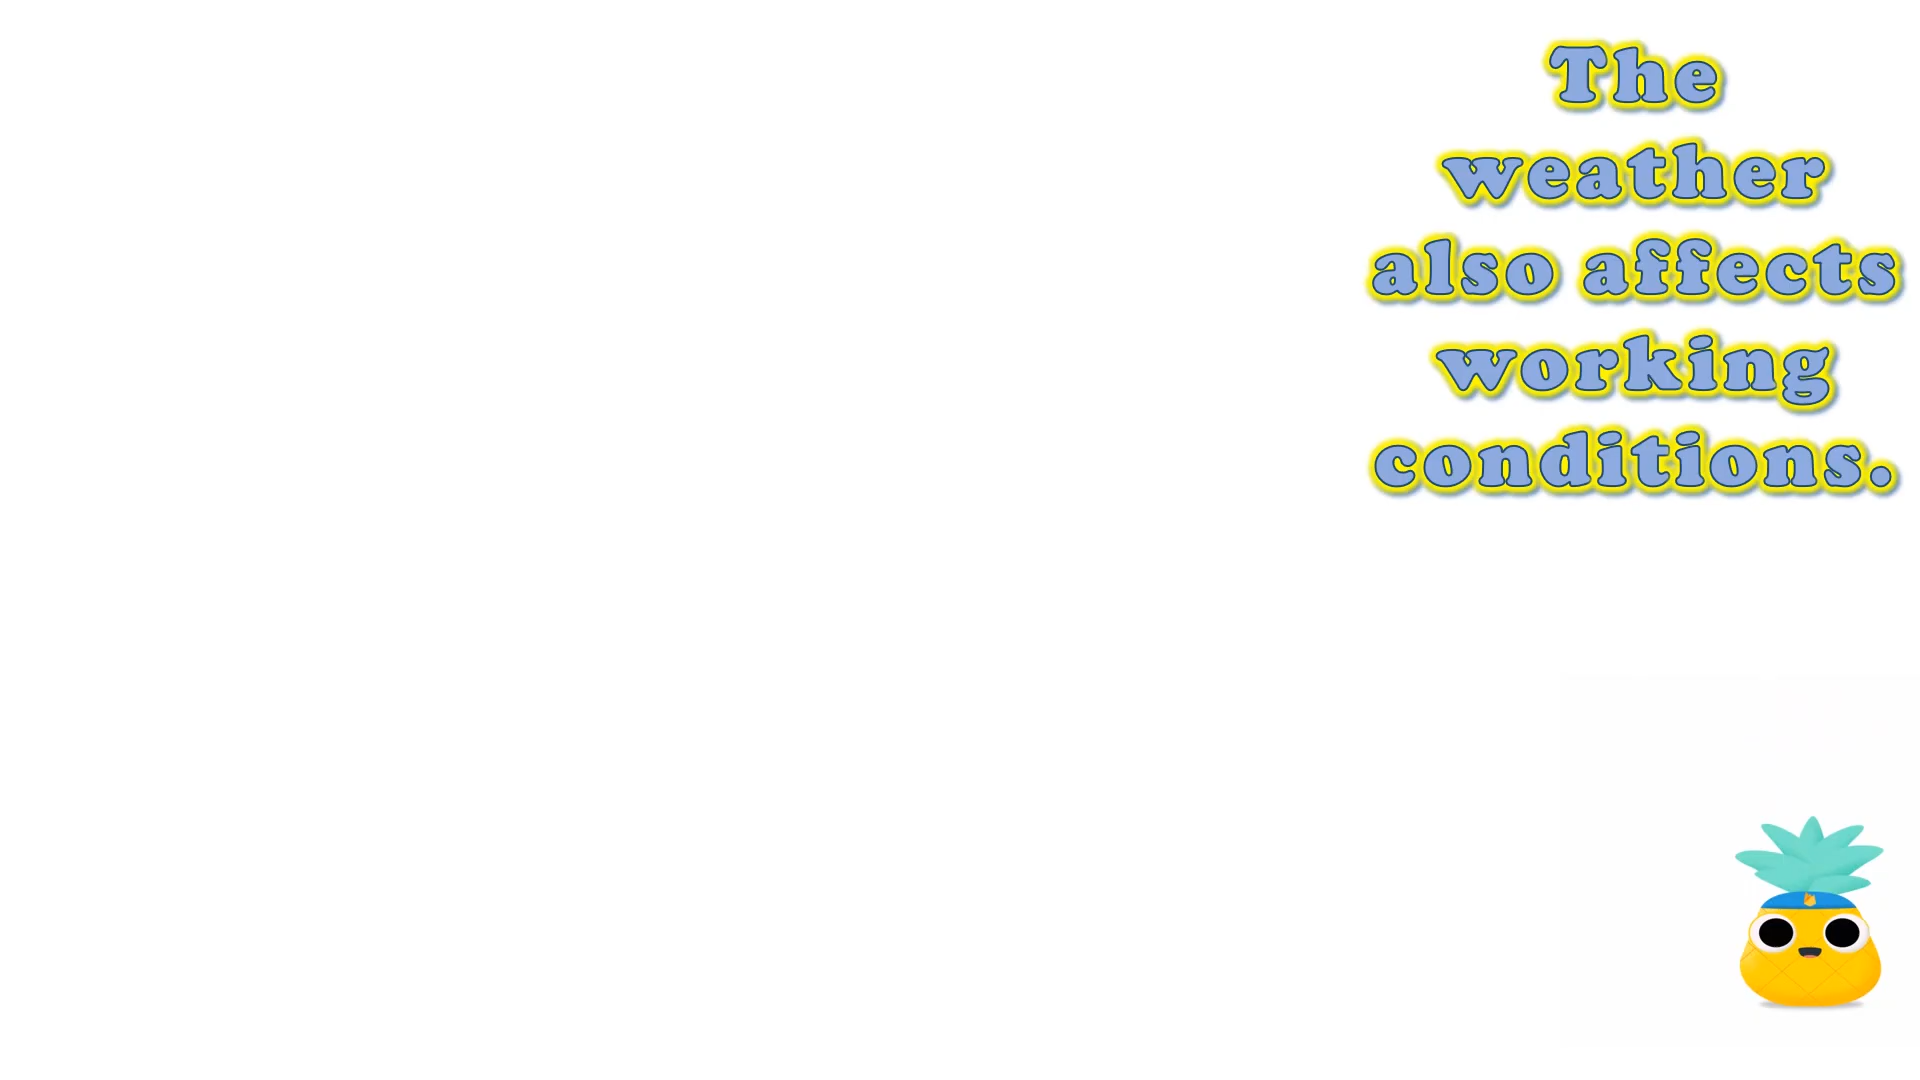 The
weather
also affects
working
conditions.